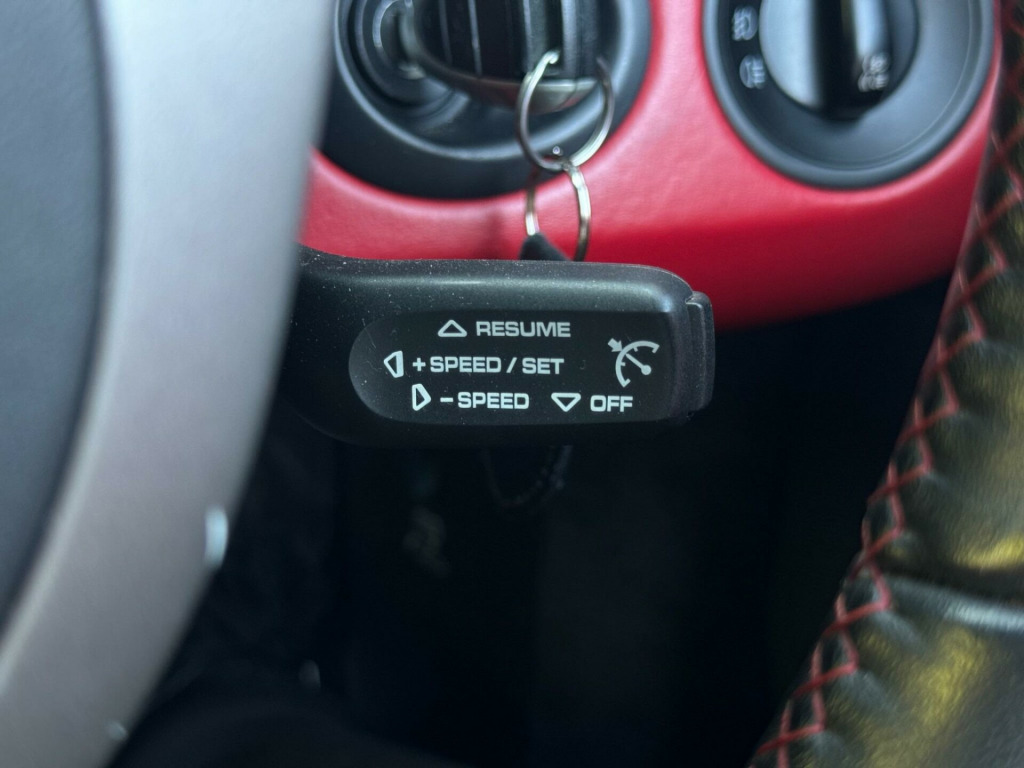 RESUME
+ SPEED / SET
– SPEED OFF